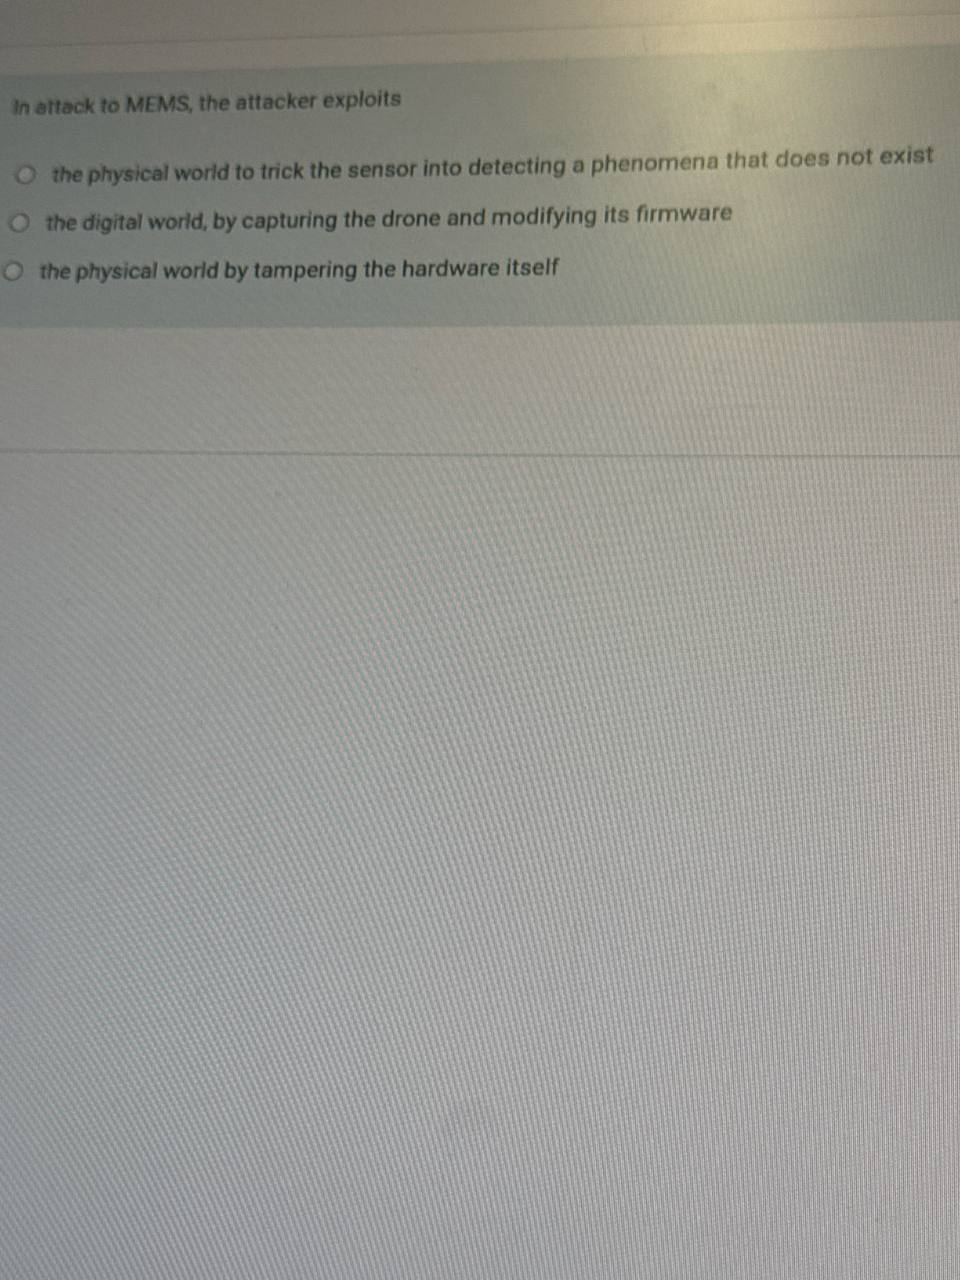 In attack to MEMS, the attacker exploits
the physical world to trick the sensor into detecting a phenomena that does not exist
the digital world, by capturing the drone and modifying its firmware
the physical world by tampering the hardware itself